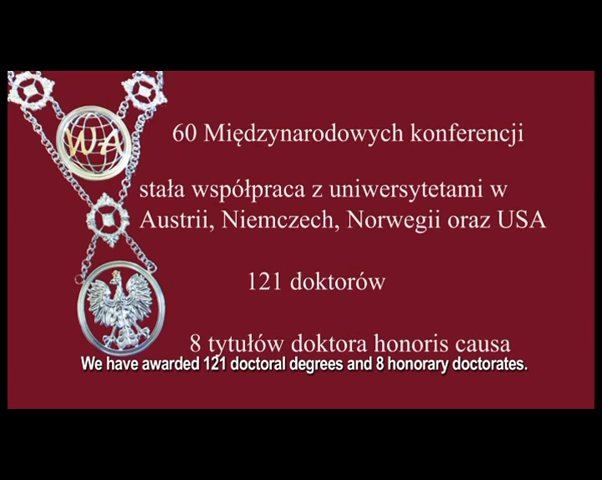 WA
60 Międzynarodowych konferencji
stała współpraca z uniwersytetami w
Austrii, Niemczech, Norwegii oraz USA
121 doktorów
8 tytułów doktora honoris causa
We have awarded 121 doctoral degrees and 8 honorary doctorates.